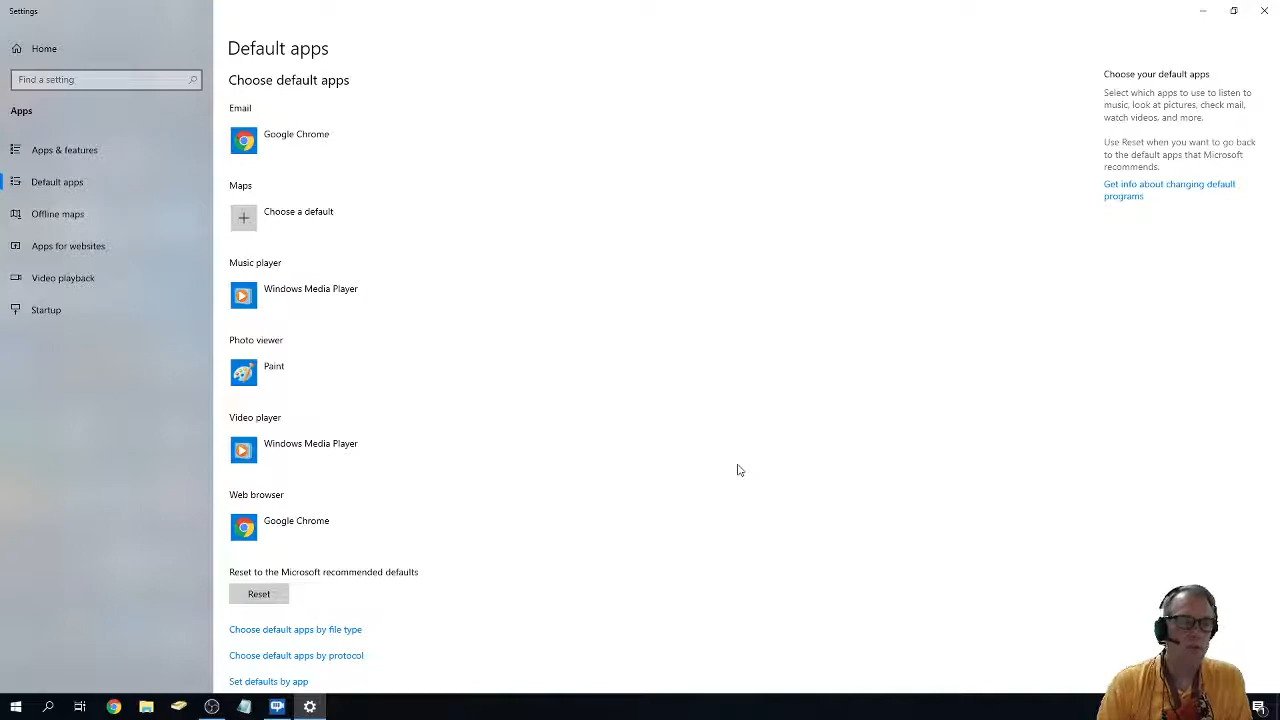 Settings
Home
Find a setting
Apps
Apps & features
Default apps
Offline maps
Apps for websites
Video playback
Startup
Default apps
Choose default apps
Email
Google Chrome
Maps
Choose a default
Music player
Windows Media Player
Photo viewer
Paint
Video player
Windows Media Player
Web browser
Google Chrome
Reset to the Microsoft recommended defaults
Reset
Choose default apps by file type
Choose default apps by protocol
Set defaults by app
Choose your default apps
Select which apps to use to listen to
music, look at pictures, check mail,
watch videos, and more.
Use Reset when you want to go back
to the default apps that Microsoft
recommends.
Get info about changing default
programs